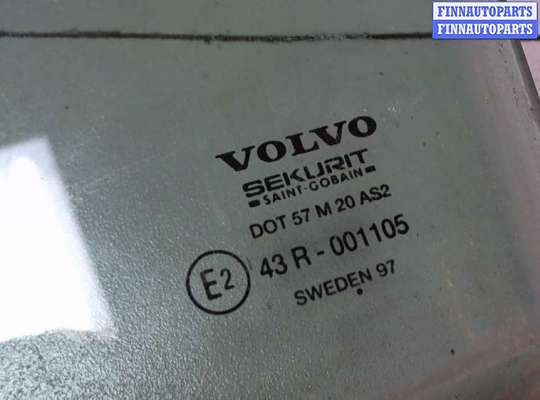 FINNAUTOPARTS
FINNAUTOPARTS
VOLVO
SEKURIT
SAINT-GOBAIN
DOT 57 M 20 AS2
E2 43 R - 001105
SWEDEN 97